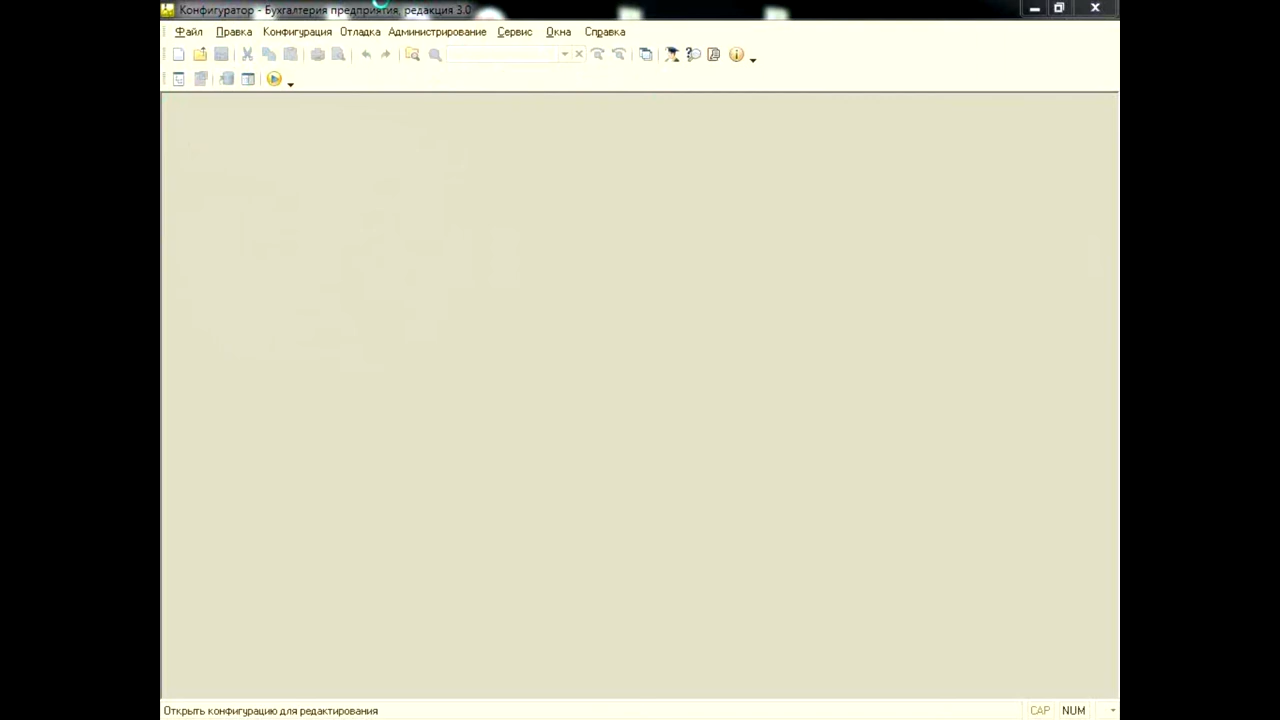 Конфигуратор - Бухгалтерия предприятия, редакция 3.0
Файл Правка Конфигурация Отладка Администрирование Сервис Окна Справка
Открыть конфигурацию для редактирования CAP NUM